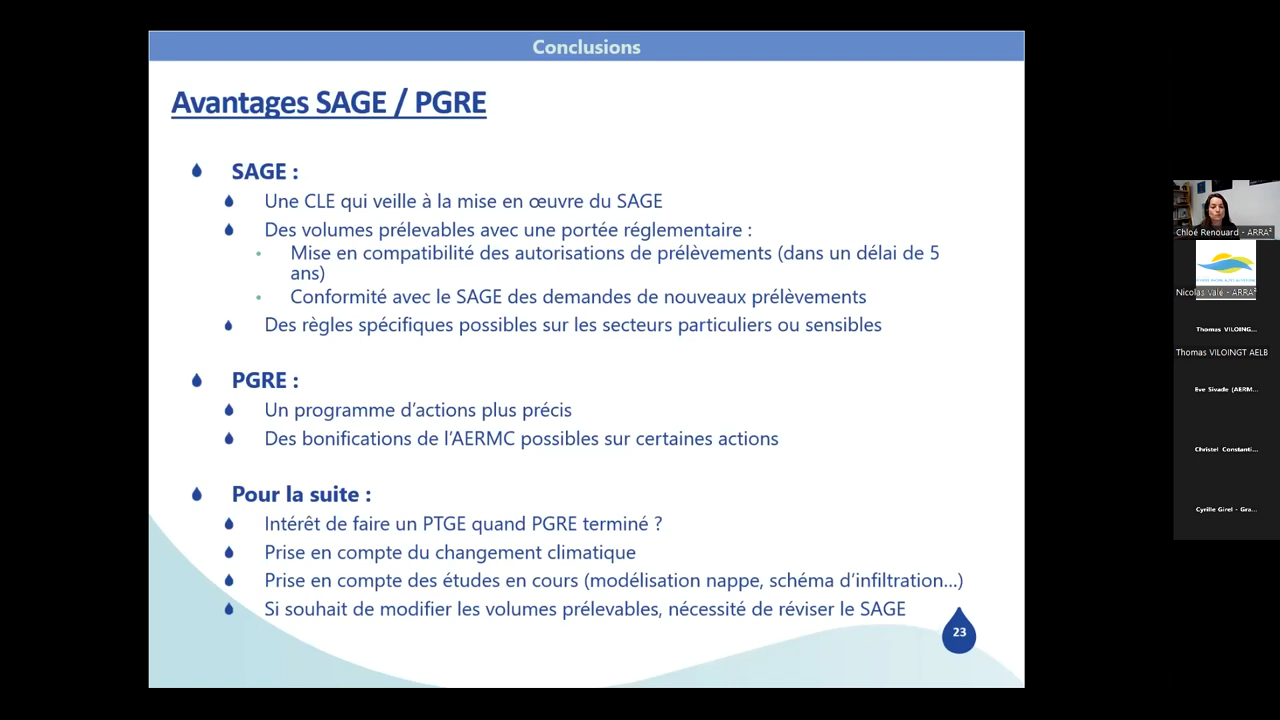 Conclusions
Avantages SAGE / PGRE
SAGE :
Une CLE qui veille à la mise en œuvre du SAGE
Des volumes prélevables avec une portée réglementaire :
Mise en compatibilité des autorisations de prélèvements (dans un délai de 5
ans)
Conformité avec le SAGE des demandes de nouveaux prélèvements
Des règles spécifiques possibles sur les secteurs particuliers ou sensibles
PGRE :
Un programme d’actions plus précis
Des bonifications de l’AERMC possibles sur certaines actions
Pour la suite :
Intérêt de faire un PTGE quand PGRE terminé ?
Prise en compte du changement climatique
Prise en compte des études en cours (modélisation nappe, schéma d’infiltration…)
Si souhait de modifier les volumes prélevables, nécessité de réviser le SAGE
23
Chloé Renouard - ARRA²
Nicolas Valé - ARRA²
Thomas VILOING...
Thomas VILOINGT AELB
Eve Sivade (AERM...
Christel Constanti...
Cyrille Girel - Gra...